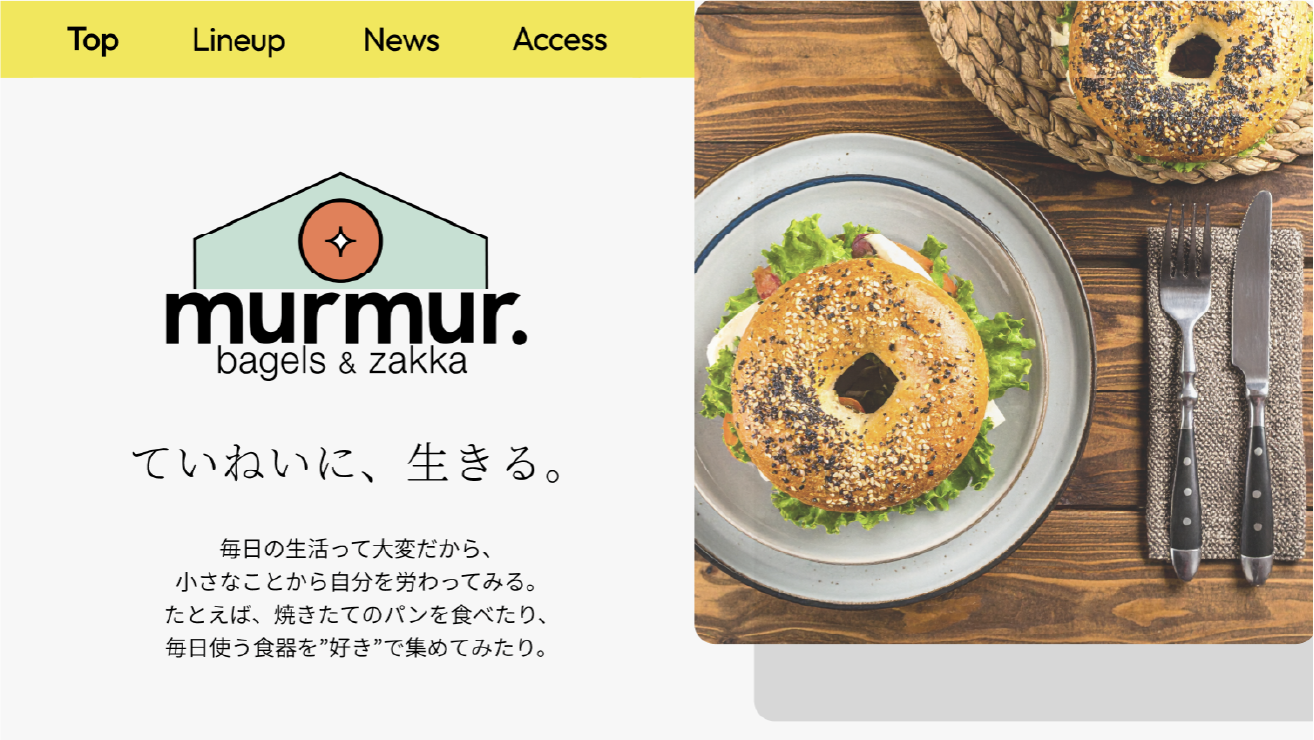 Top Lineup News Access
murmur.
bagels & zakka
ていねいに、生きる。
毎日の生活って大変だから、
小さなことから自分を労わってみる。
たとえば、焼きたてのパンを食べたり、
毎日使う食器を”好き”で集めてみたり。